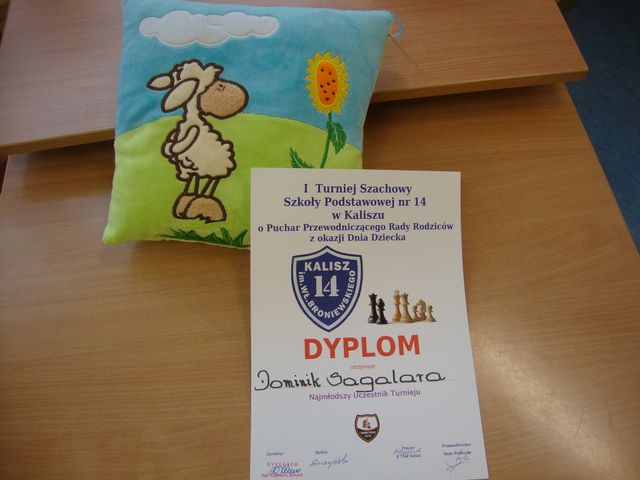 I Turniej Szachowy
Szkoły Podstawowej nr 14
w Kaliszu
o Puchar Przewodniczącego Rady Rodziców
z okazji Dnia Dziecka
KALISZ
14
im.WŁ.BRONIEWSKIEGO
DYPLOM
otrzymuje
Dominik Sagalara
Najmłodszy Uczestnik Turnieju
Dyrektor Sędzia Prezes Przewodniczący
Rady Rodziców
DYREKTOR